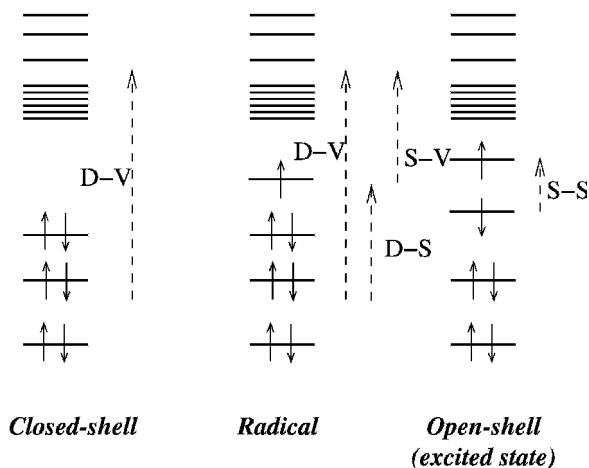 D–V
D–V
S–V
S–S
D–S
Closed-shell
Radical
Open-shell
(excited state)